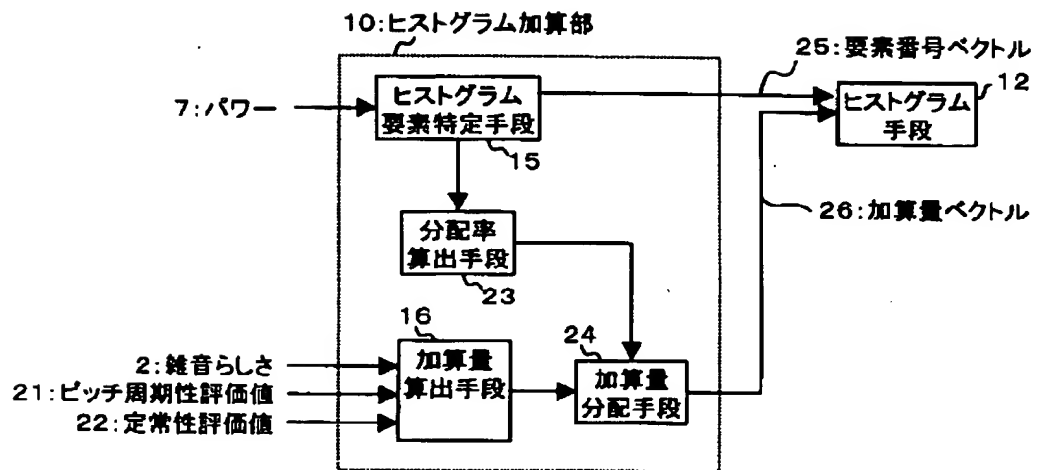 10:ヒストグラム加算部
25:要素番号ベクトル
7:パワー
ヒストグラム
要素特定手段
15
ヒストグラム
手段
12
26:加算量ベクトル
分配率
算出手段
23
16
加算量
算出手段
24
加算量
分配手段
2:雑音らしさ
21:ピッチ周期性評価値
22:定常性評価値